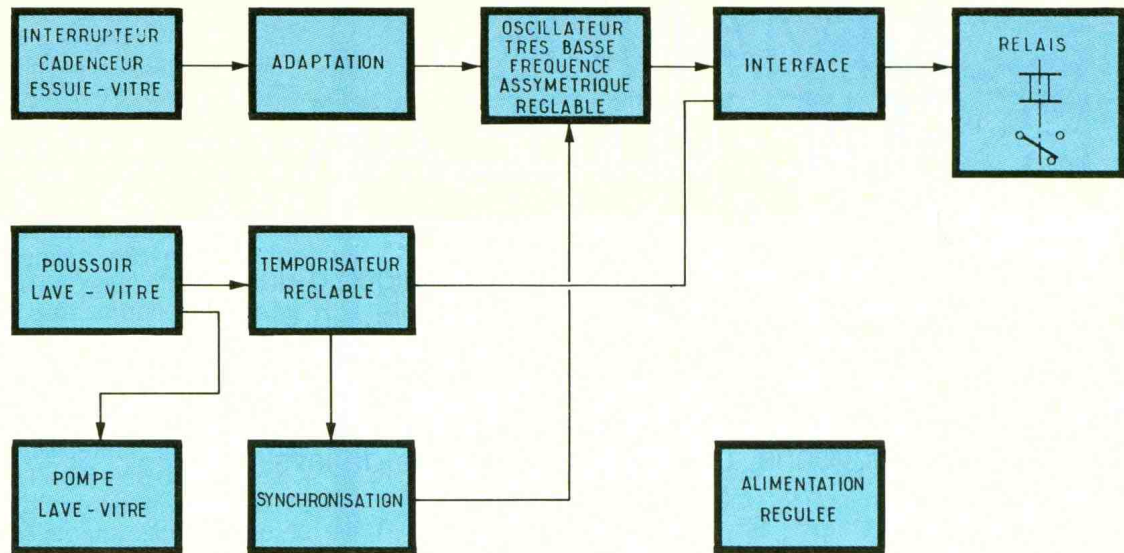 INTERRUPTEUR
CADENCEUR
ESSUIE - VITRE
ADAPTATION
OSCILLATEUR
TRES BASSE
FREQUENCE
ASSYMETRIQUE
REGLABLE
INTERFACE
RELAIS
POUSSOIR
LAVE - VITRE
TEMPORISATEUR
REGLABLE
POMPE
LAVE - VITRE
SYNCHRONISATION
ALIMENTATION
REGULEE